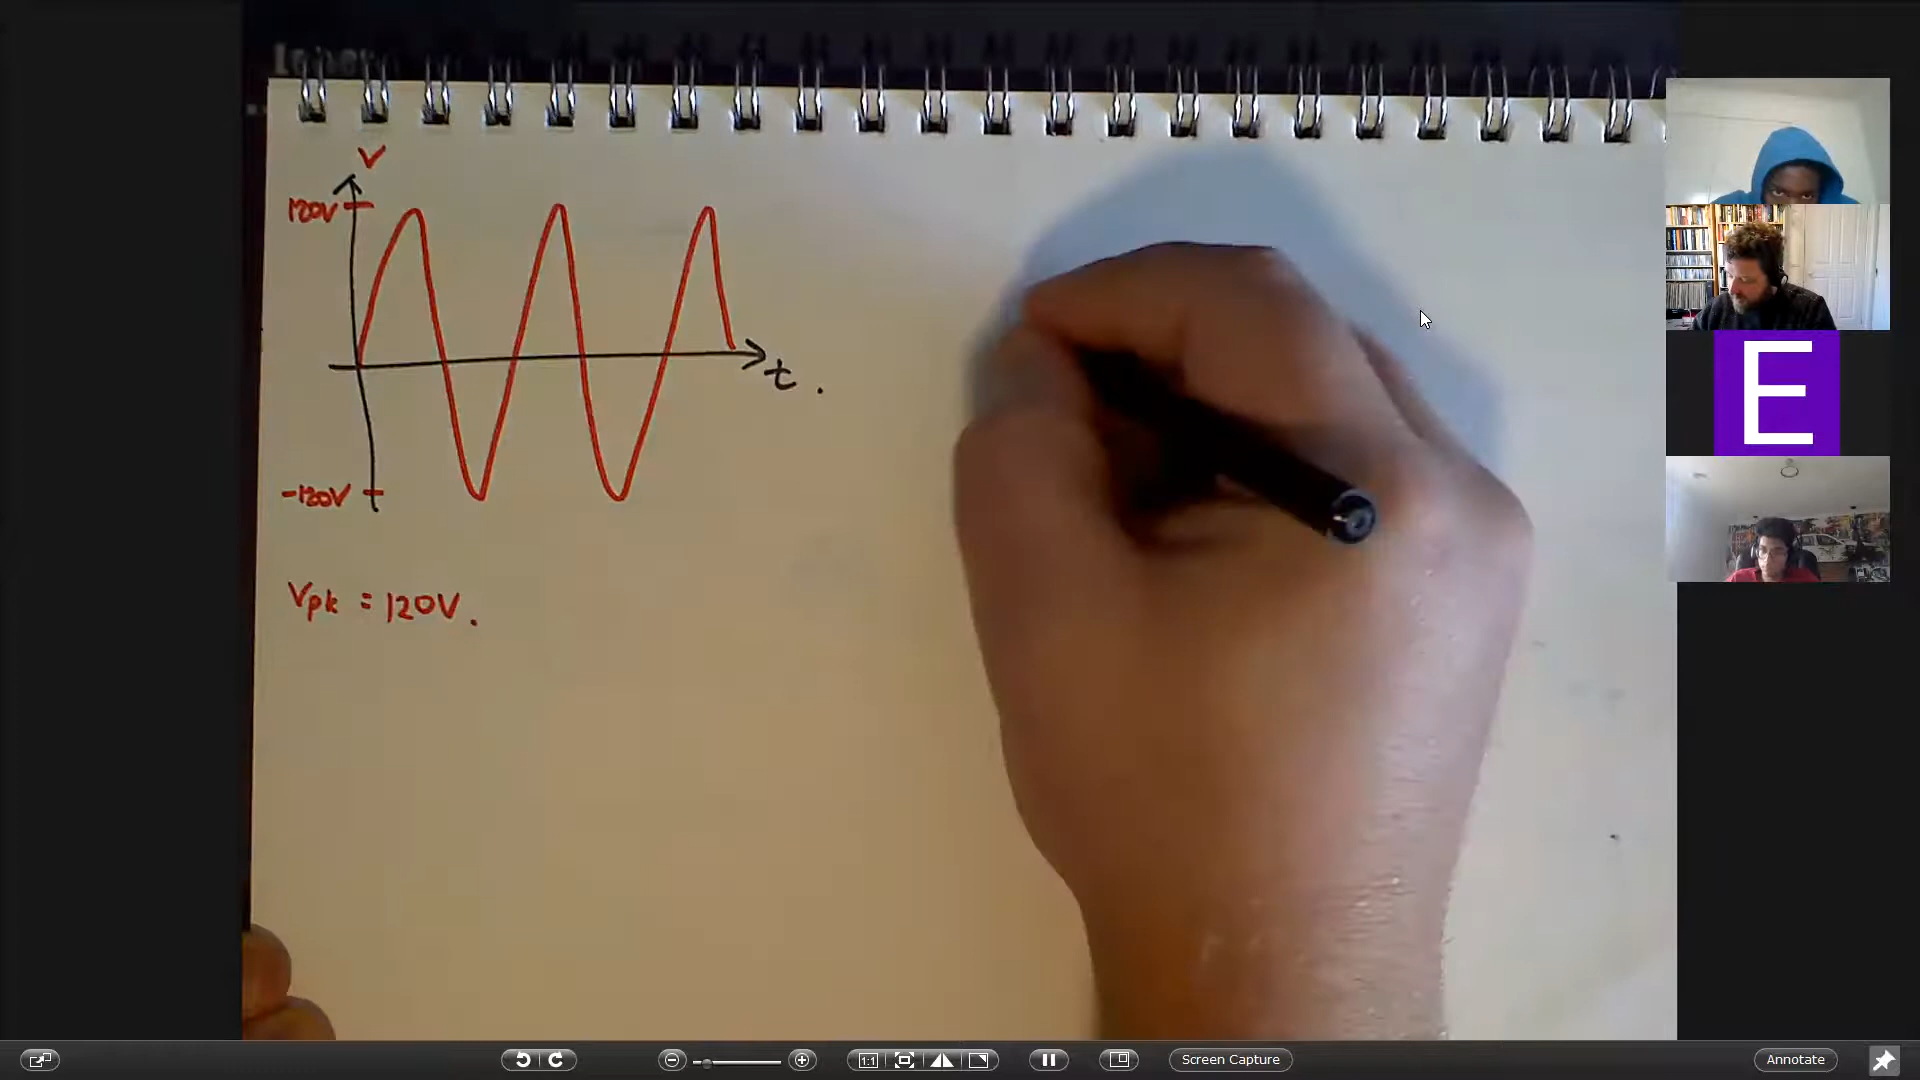 V
120V
t.
-120V
Vpk = 120V.
E
1:1
Screen Capture
Annotate